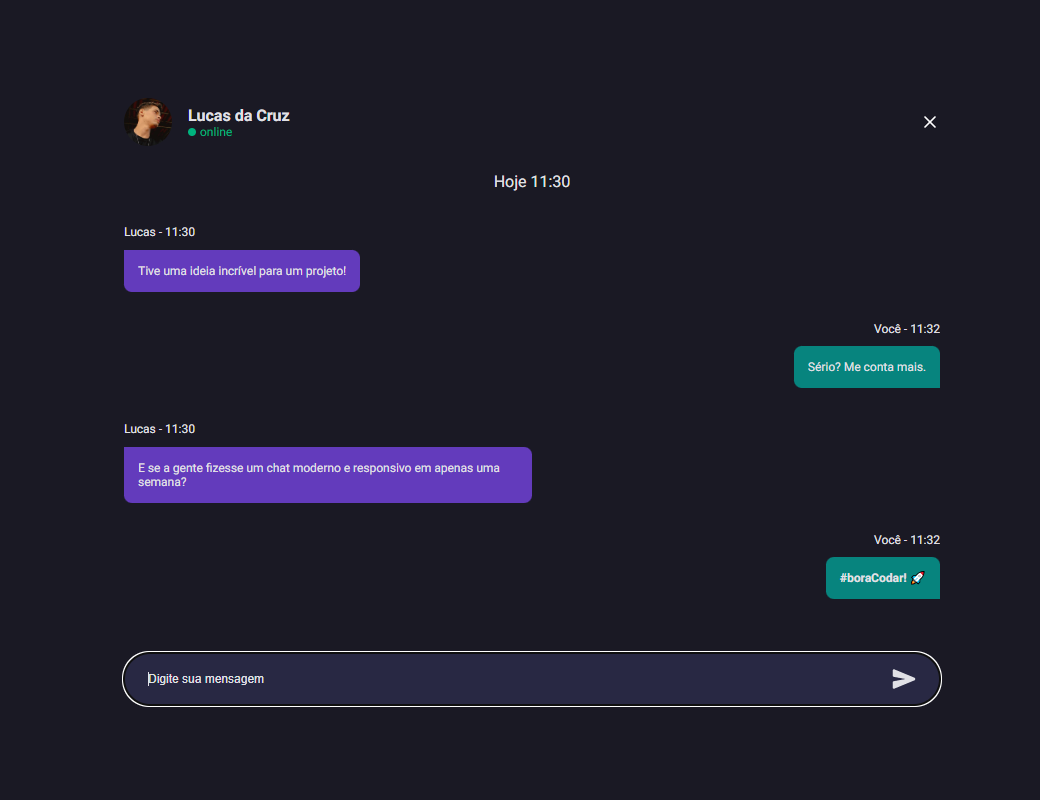 Lucas da Cruz
online
Hoje 11:30
Lucas - 11:30
Tive uma ideia incrível para um projeto!
Você - 11:32
Sério? Me conta mais.
Lucas - 11:30
E se a gente fizesse um chat moderno e responsivo em apenas uma
semana?
Você - 11:32
#boraCodar! 🚀
Digite sua mensagem